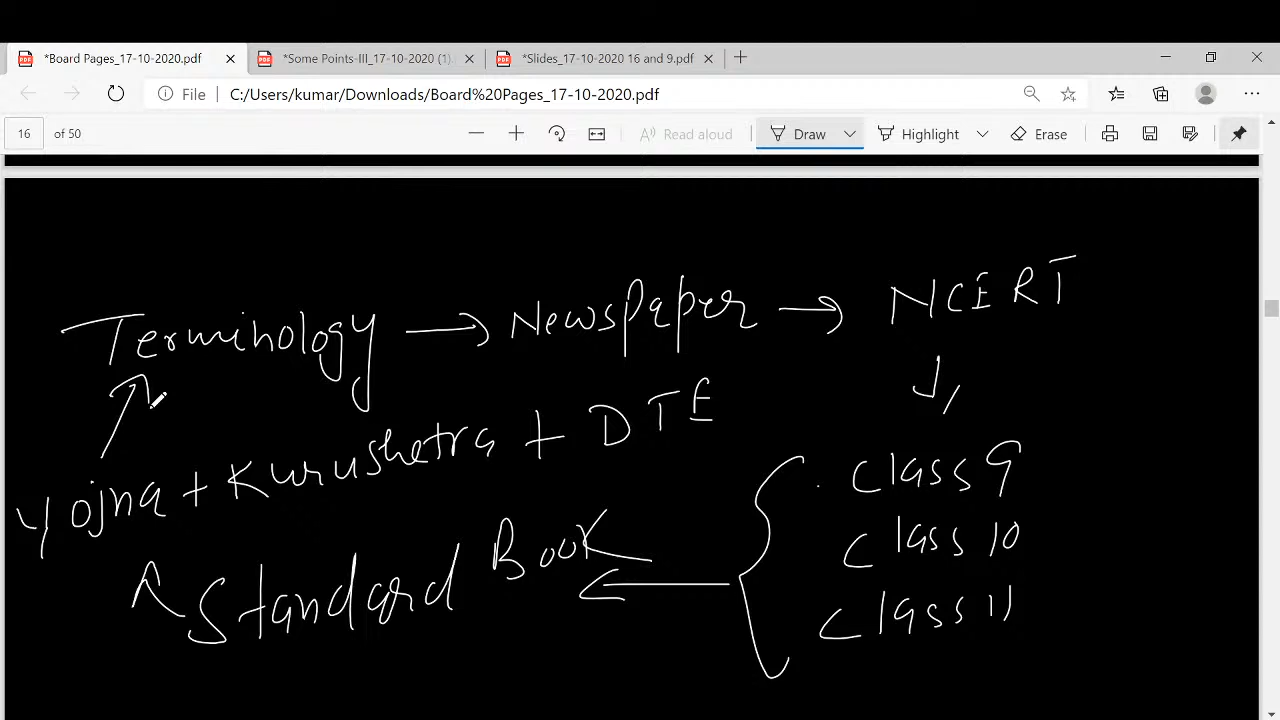 *Board Pages_17-10-2020.pdf
*Some Points-III_17-10-2020 (1).
*Slides_17-10-2020 16 and 9.pdf
File C:/Users/kumar/Downloads/Board%20Pages_17-10-2020.pdf
16 of 50 Read aloud Draw Highlight Erase
Terminology → Newspaper → NCERT
Yojna + Kurushetra + DTE
Class 9
Standard Book
Class 10
Class 11